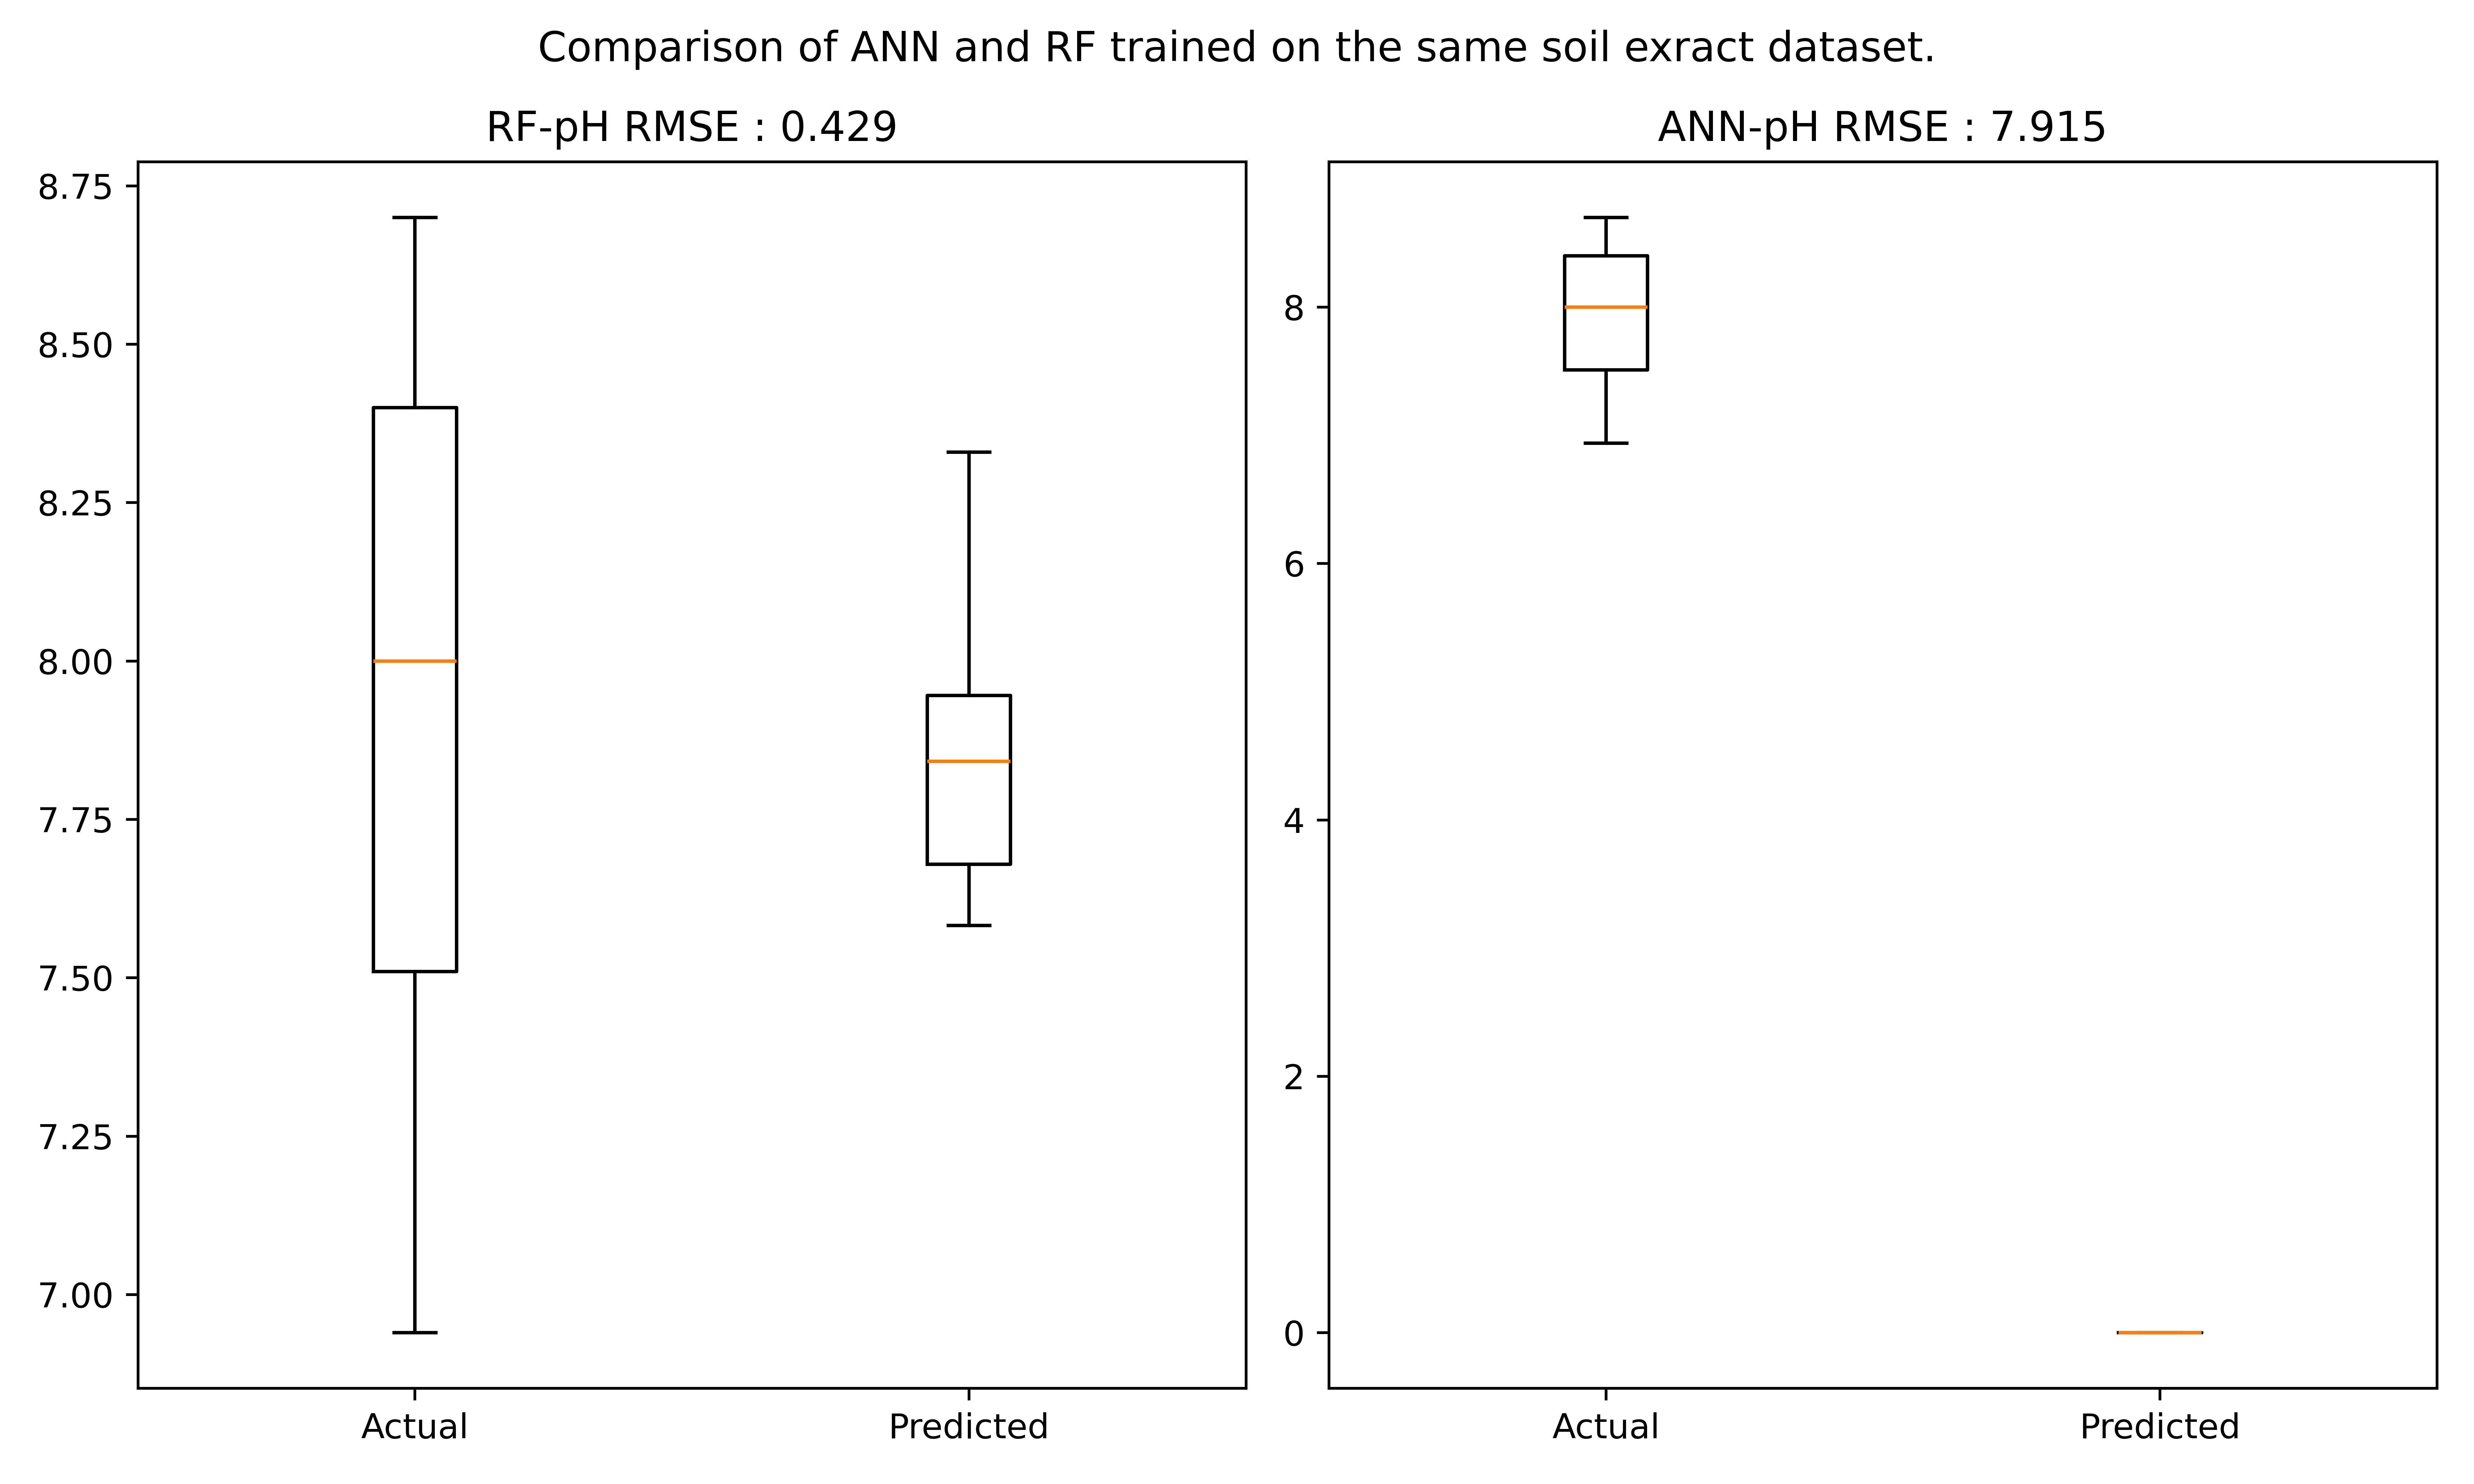 Comparison of ANN and RF trained on the same soil exract dataset.
RF-pH RMSE : 0.429
8.75
8.50
8.25
8.00
7.75
7.50
7.25
7.00
Actual Predicted
ANN-pH RMSE : 7.915
8
6
4
2
0
Actual Predicted